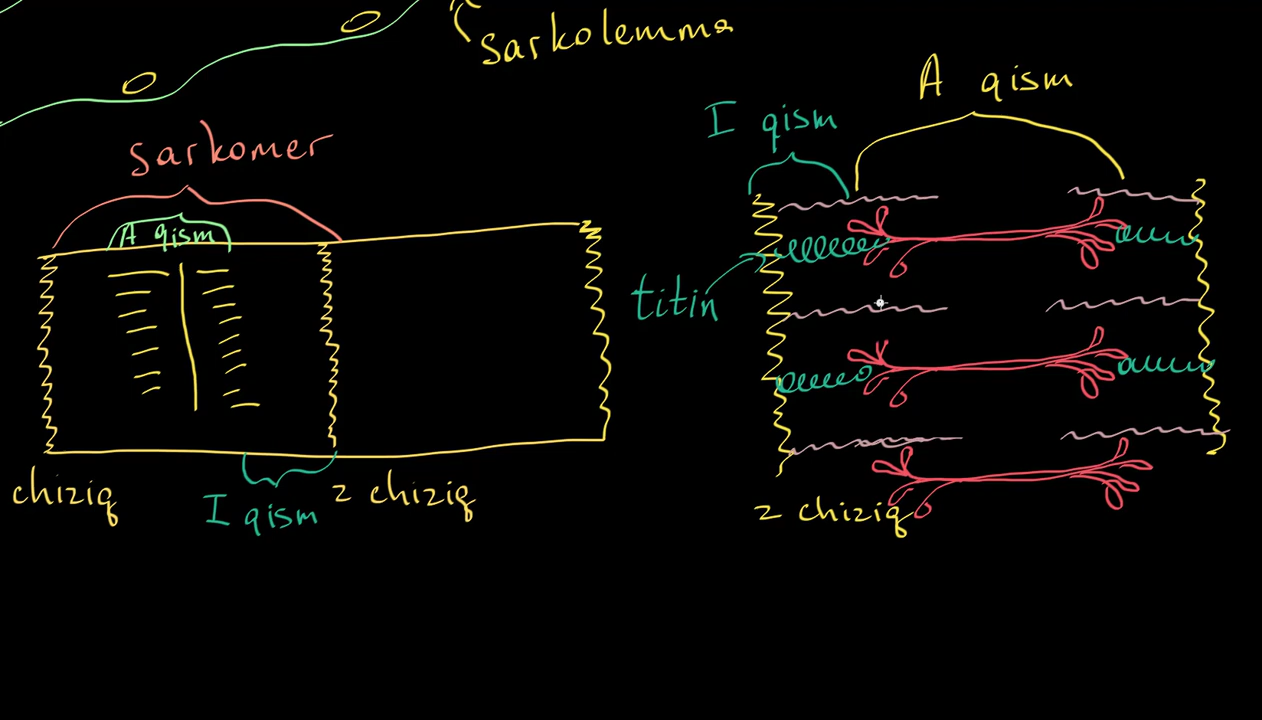 sarkolemma
A qism
I qism
sarkomer
A qism
titin
chiziq
I qism
z chiziq
z chiziq